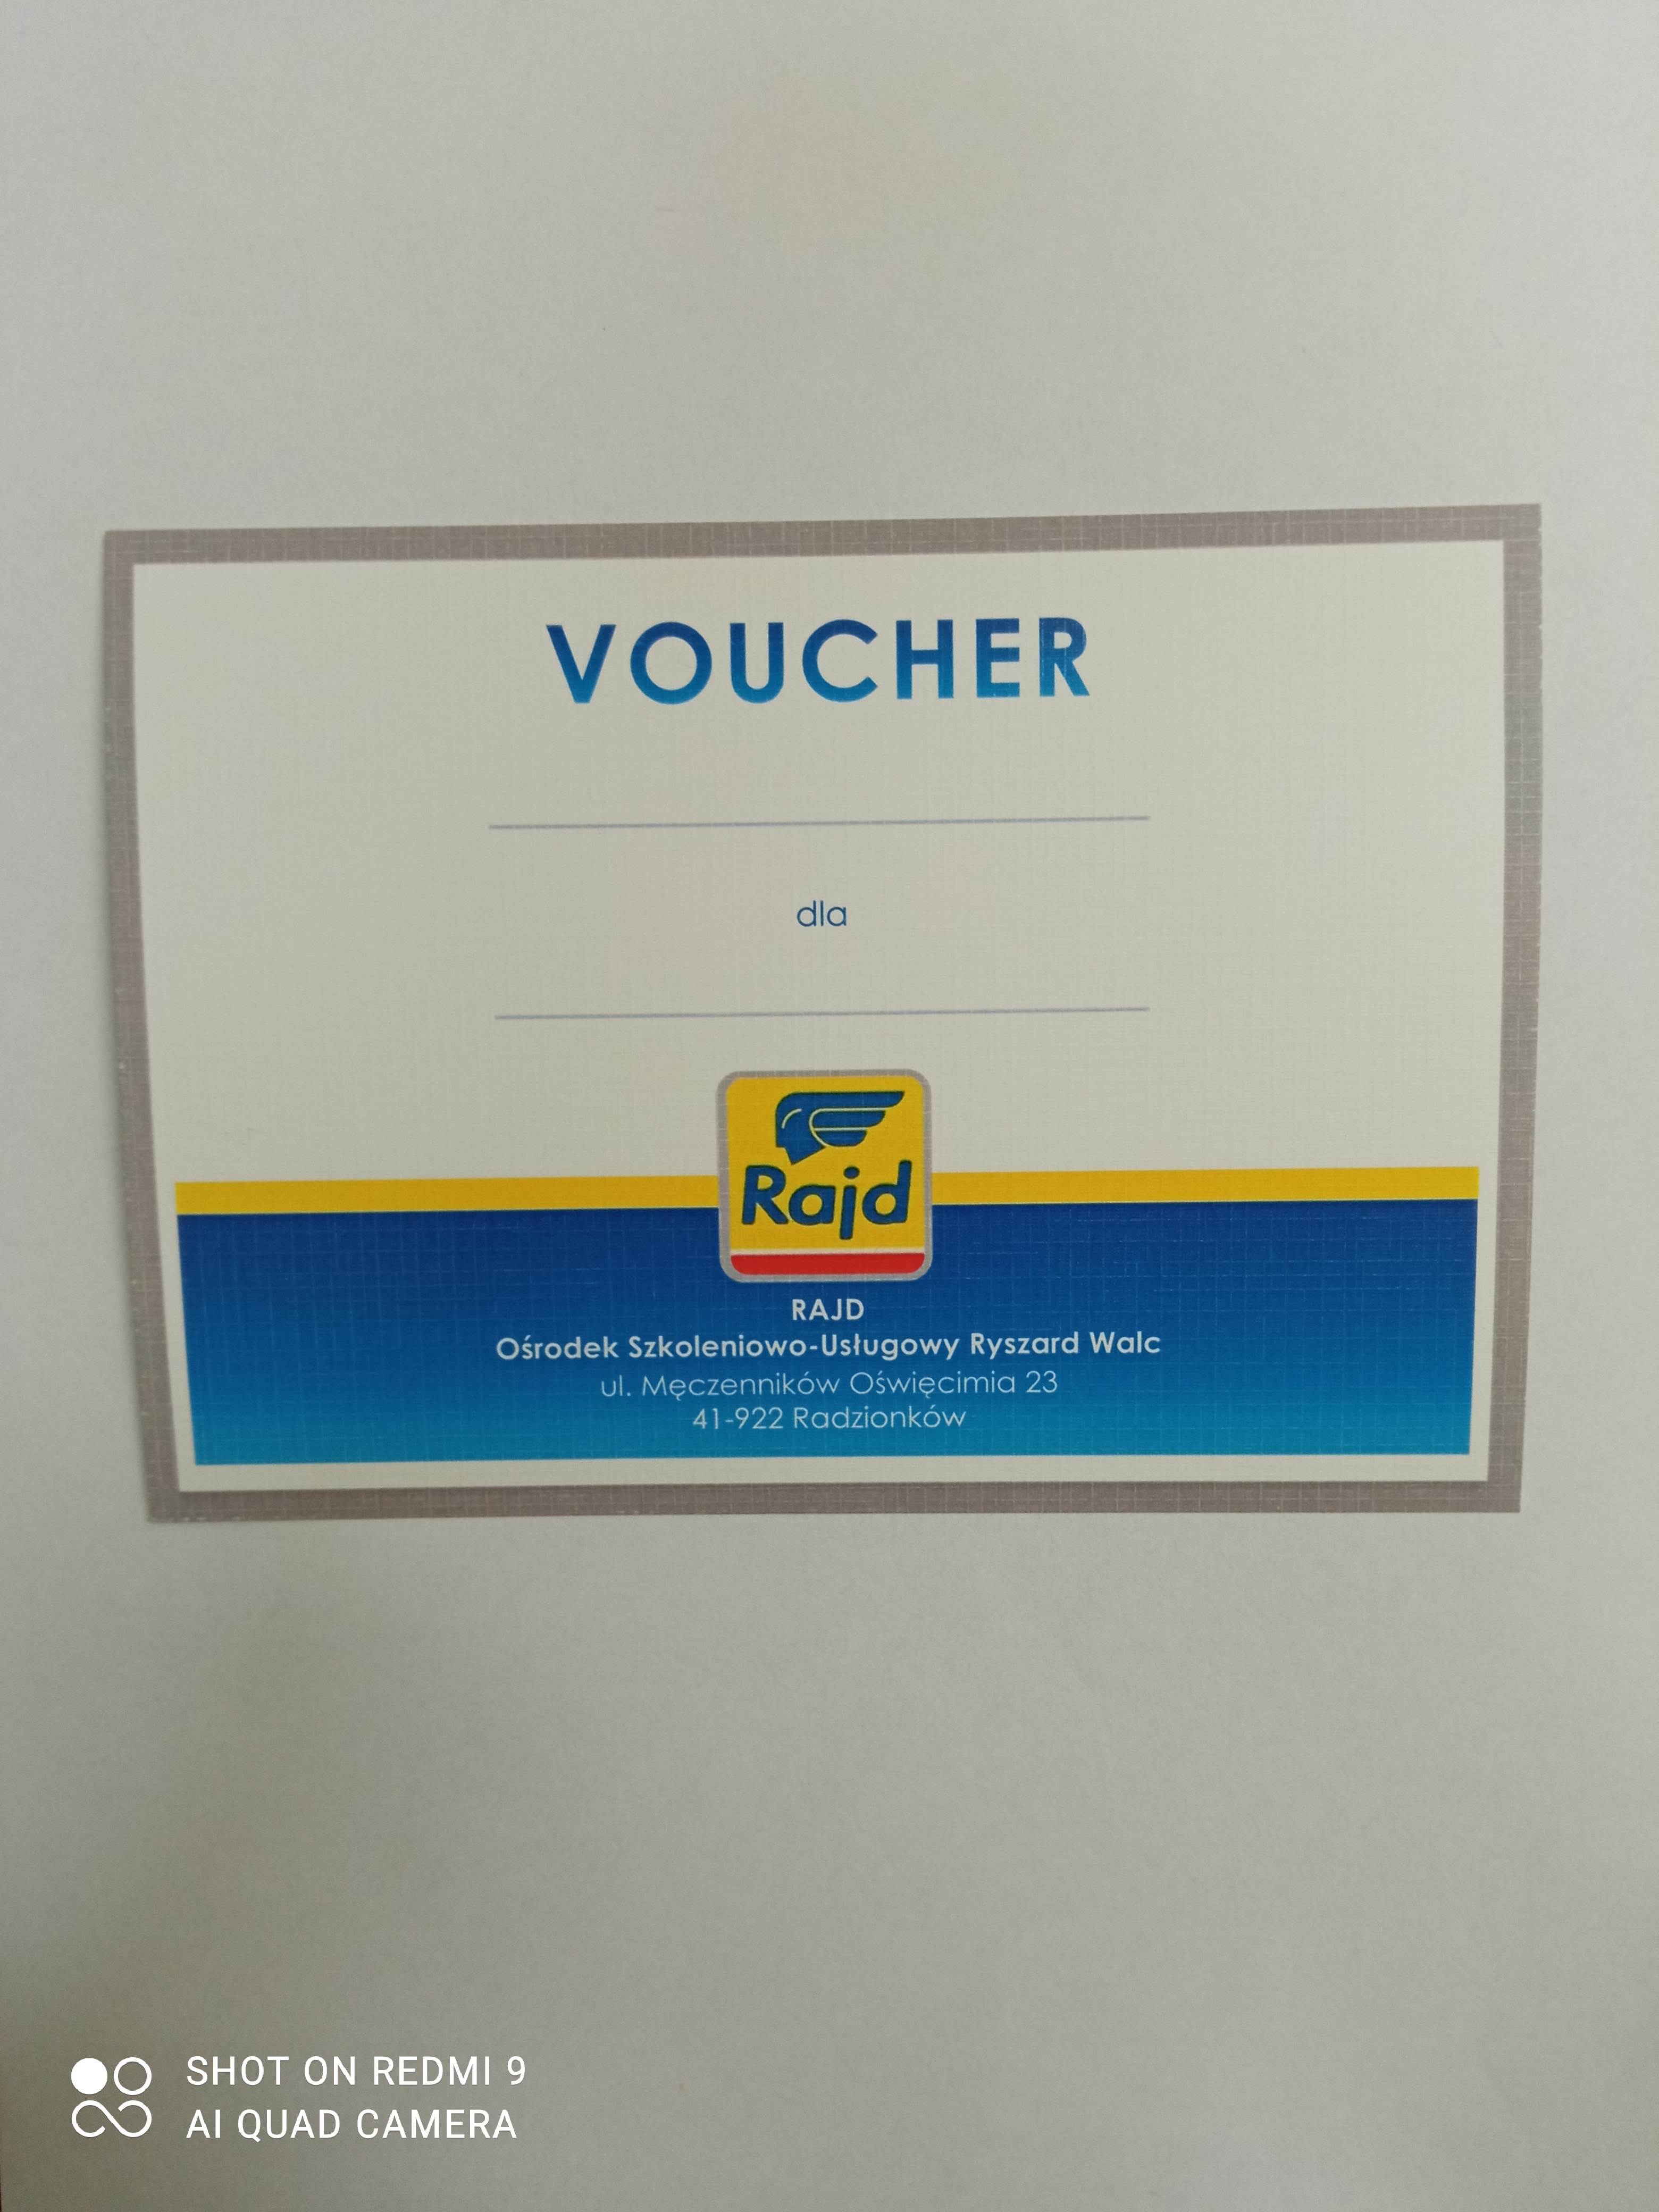 VOUCHER
dla
Rajd
RAJD
Ośrodek Szkoleniowo-Usługowy Ryszard Walc
ul. Męczenników Oświęcimia 23
41-922 Radzionków
SHOT ON REDMI 9
AI QUAD CAMERA